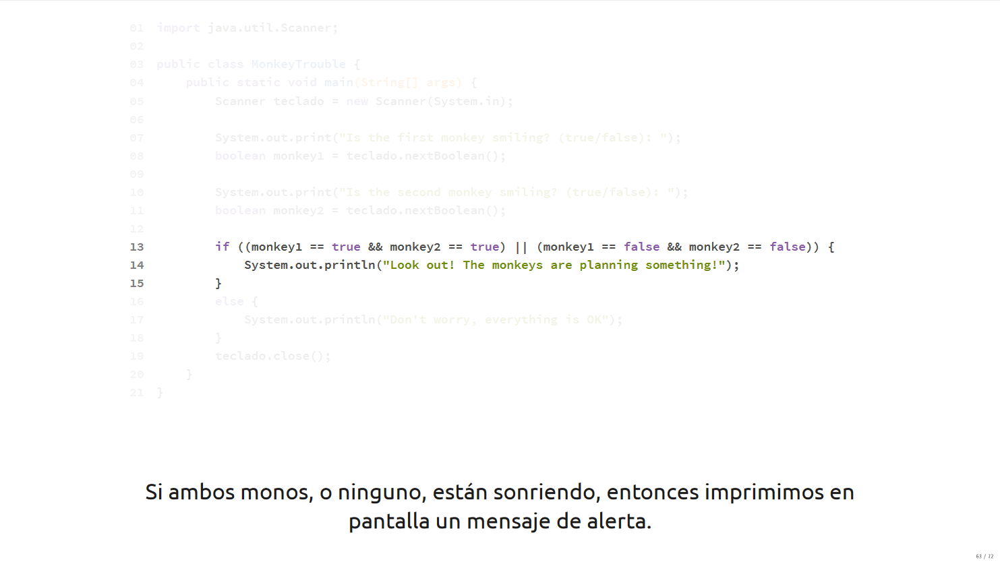 01 import java.util.Scanner;
02
03 public class MonkeyTrouble {
04     public static void main(String[] args) {
05         Scanner teclado = new Scanner(System.in);
06
07         System.out.print("Is the first monkey smiling? (true/false): ");
08         boolean monkey1 = teclado.nextBoolean();
09
10         System.out.print("Is the second monkey smiling? (true/false): ");
11         boolean monkey2 = teclado.nextBoolean();
12
13         if ((monkey1 == true && monkey2 == true) || (monkey1 == false && monkey2 == false)) {
14             System.out.println("Look out! The monkeys are planning something!");
15         }
16         else {
17             System.out.println("Don't worry, everything is OK");
18         }
19         teclado.close();
20     }
21 }
Si ambos monos, o ninguno, están sonriendo, entonces imprimimos en
pantalla un mensaje de alerta.
63 / 72